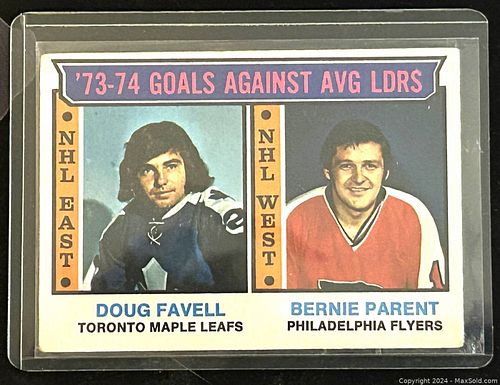 '73-74 GOALS AGAINST AVG LDRS
NHL EAST
NHL WEST
DOUG FAVELL
TORONTO MAPLE LEAFS
BERNIE PARENT
PHILADELPHIA FLYERS
Copyright 2024 - MaxSold.com